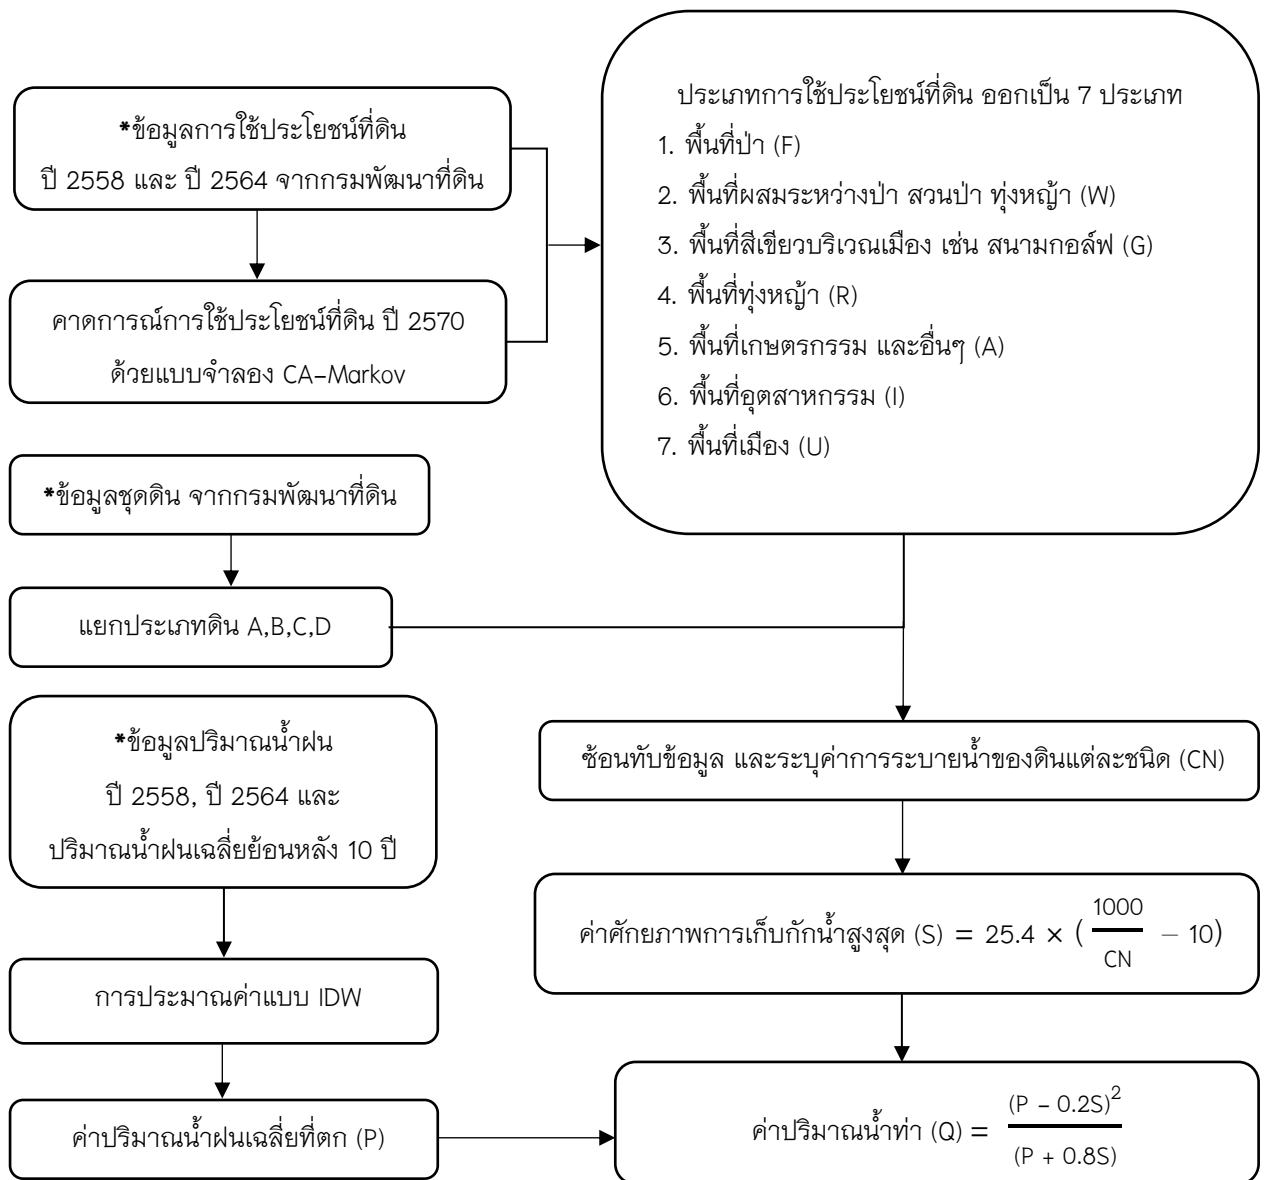 *ข้อมูลการใช้ประโยชน์ที่ดิน
ปี 2558 และ ปี 2564 จากกรมพัฒนาที่ดิน
คาดการณ์การใช้ประโยชน์ที่ดิน ปี 2570
ด้วยแบบจำลอง CA-Markov
ประเภทการใช้ประโยชน์ที่ดิน ออกเป็น 7 ประเภท
1. พื้นที่ป่า (F)
2. พื้นที่ผสมระหว่างป่า สวนป่า ทุ่งหญ้า (W)
3. พื้นที่สีเขียวบริเวณเมือง เช่น สนามกอล์ฟ (G)
4. พื้นที่ทุ่งหญ้า (R)
5. พื้นที่เกษตรกรรม และอื่นๆ (A)
6. พื้นที่อุตสาหกรรม (I)
7. พื้นที่เมือง (U)
*ข้อมูลชุดดิน จากกรมพัฒนาที่ดิน
แยกประเภทดิน A,B,C,D
*ข้อมูลปริมาณน้ำฝน
ปี 2558, ปี 2564 และ
ปริมาณน้ำฝนเฉลี่ยย้อนหลัง 10 ปี
การประมาณค่าแบบ IDW
ค่าปริมาณน้ำฝนเฉลี่ยที่ตก (P)
ซ้อนทับข้อมูล และระบุค่าการระบายน้ำของดินแต่ละชนิด (CN)
ค่าศักยภาพการเก็บกักน้ำสูงสุด (S) = 25.4 × (1000/CN − 10)
ค่าปริมาณน้ำท่า (Q) = (P – 0.2S)²/(P + 0.8S)